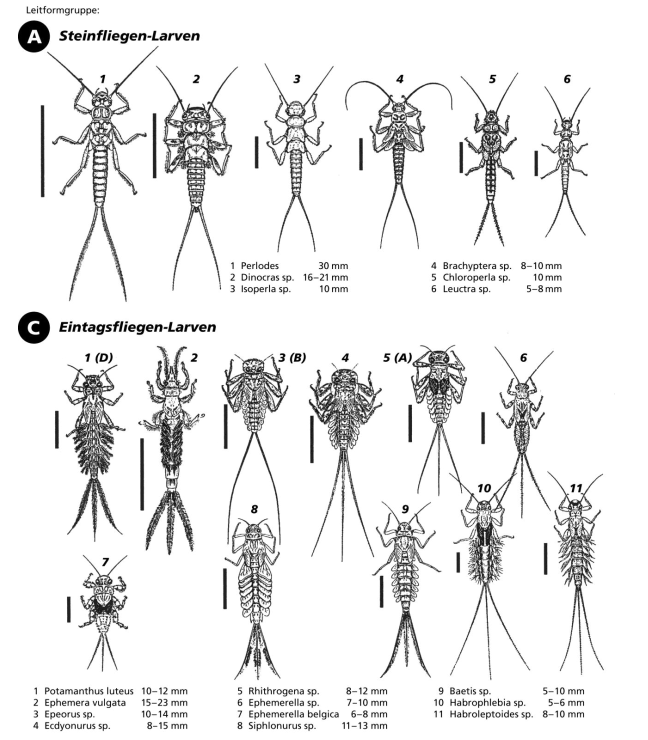 Leitformgruppe:
A Steinfliegen-Larven
1 2 3 4 5 6
1 Perlodes 30 mm
2 Dinocras sp. 16–21 mm
3 Isoperla sp. 10 mm
4 Brachyptera sp. 8–10 mm
5 Chloroperla sp. 10 mm
6 Leuctra sp. 5–8 mm
C Eintagsfliegen-Larven
1 (D) 2 3 (B) 4 5 (A) 6
7 8 9 10 11
1 Potamanthus luteus 10–12 mm
2 Ephemera vulgata 15–23 mm
3 Epeorus sp. 10–14 mm
4 Ecdyonurus sp. 8–15 mm
5 Rhithrogena sp. 8–12 mm
6 Ephemerella sp. 7–10 mm
7 Ephemerella belgica 6–8 mm
8 Siphlonurus sp. 11–13 mm
9 Baetis sp. 5–10 mm
10 Habrophlebia sp. 5–6 mm
11 Habroleptoides sp. 8–10 mm